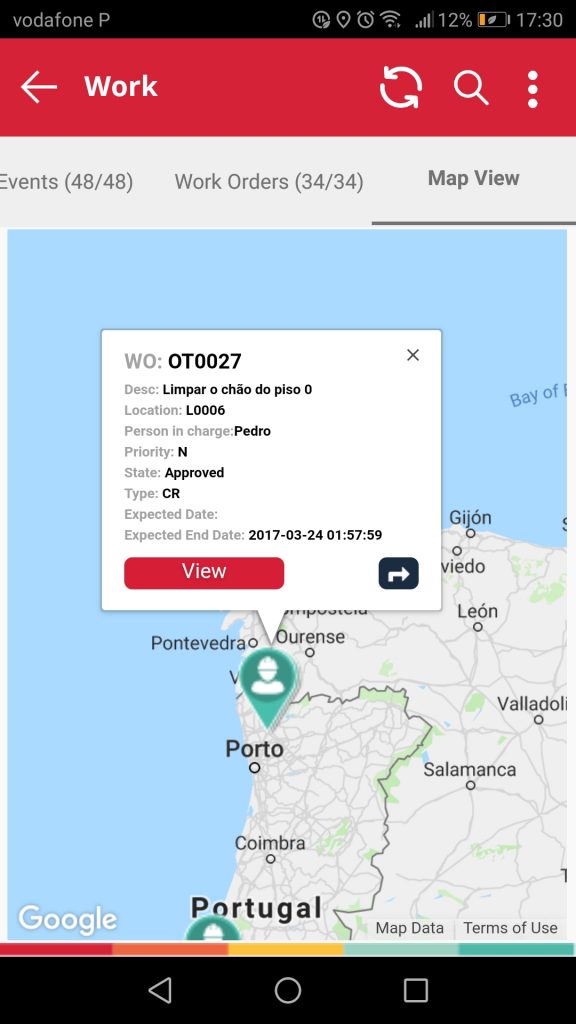 vodafone P 12% 17:30
Work
Events (48/48) Work Orders (34/34) Map View
WO: OT0027
Desc: Limpar o chão do piso 0
Location: L0006
Person in charge:Pedro
Priority: N
State: Approved
Type: CR
Expected Date:
Expected End Date: 2017-03-24 01:57:59
View
Bay of
Gijón
viedo
León
Pontevedra
Ourense
Valladoli
Porto
Salamanca
Coimbra
Portugal
Google
Map Data Terms of Use